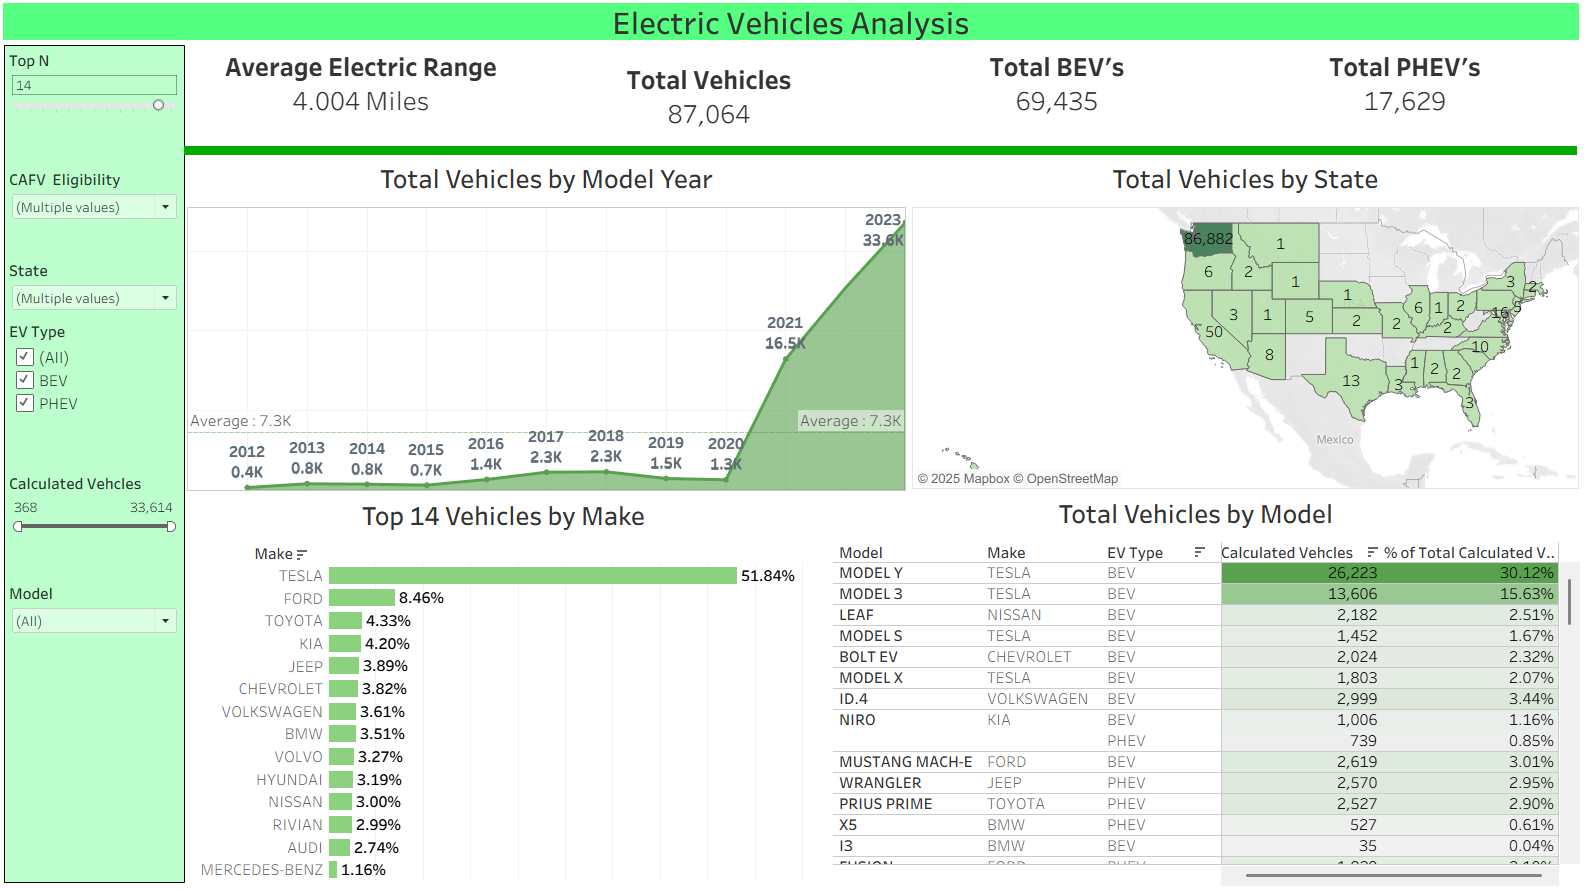 Electric Vehicles Analysis
Top N
14
CAFV  Eligibility
(Multiple values)
State
(Multiple values)
EV Type
(All)
BEV
PHEV
Calculated Vehcles
368 33,614
Model
(All)
Average Electric Range
4.004 Miles
Total Vehicles
87,064
Total BEV's
69,435
Total PHEV's
17,629
Total Vehicles by Model Year
2023
33.6K
2021
16.5K
Average : 7.3K Average : 7.3K
2012
0.4K
2013
0.8K
2014
0.8K
2015
0.7K
2016
1.4K
2017
2.3K
2018
2.3K
2019
1.5K
2020
1.3K
Total Vehicles by State
86,882 1
6 2 1 3 2
3 1 5 1 2 2 6 1 2 16 5
50 8 2 10
13 3 1 2 2
3
Mexico
© 2025 Mapbox © OpenStreetMap
Top 14 Vehicles by Make
Make
TESLA 51.84%
FORD 8.46%
TOYOTA 4.33%
KIA 4.20%
JEEP 3.89%
CHEVROLET 3.82%
VOLKSWAGEN 3.61%
BMW 3.51%
VOLVO 3.27%
HYUNDAI 3.19%
NISSAN 3.00%
RIVIAN 2.99%
AUDI 2.74%
MERCEDES-BENZ 1.16%
Total Vehicles by Model
Model Make EV Type Calculated Vehcles % of Total Calculated V..
MODEL Y TESLA BEV 26,223 30.12%
MODEL 3 TESLA BEV 13,606 15.63%
LEAF NISSAN BEV 2,182 2.51%
MODEL S TESLA BEV 1,452 1.67%
BOLT EV CHEVROLET BEV 2,024 2.32%
MODEL X TESLA BEV 1,803 2.07%
ID.4 VOLKSWAGEN BEV 2,999 3.44%
NIRO KIA BEV 1,006 1.16%
PHEV 739 0.85%
MUSTANG MACH-E FORD BEV 2,619 3.01%
WRANGLER JEEP PHEV 2,570 2.95%
PRIUS PRIME TOYOTA PHEV 2,527 2.90%
X5 BMW PHEV 527 0.61%
I3 BMW BEV 35 0.04%
FUSION FORD PHEV